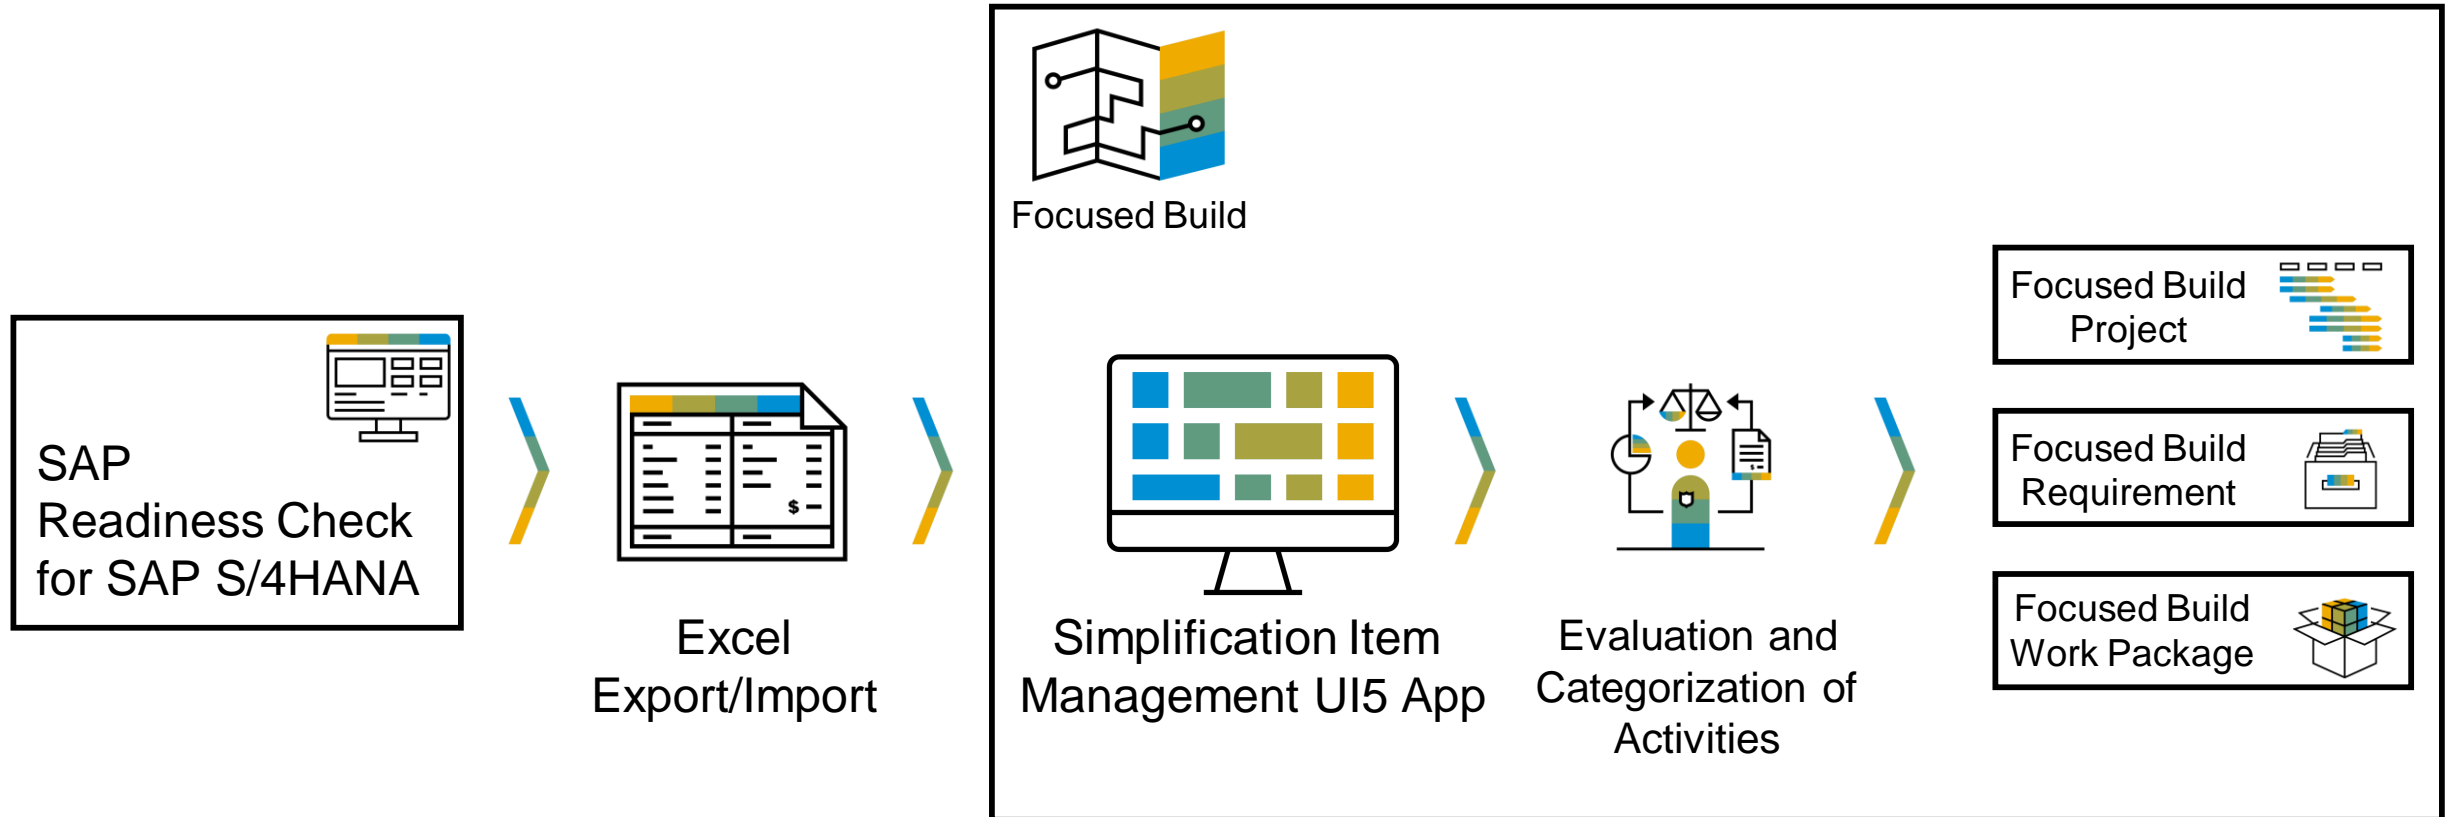 SAP
Readiness Check
for SAP S/4HANA
Excel
Export/Import
Focused Build
Simplification Item
Management UI5 App
Evaluation and
Categorization of
Activities
Focused Build
Project
Focused Build
Requirement
Focused Build
Work Package